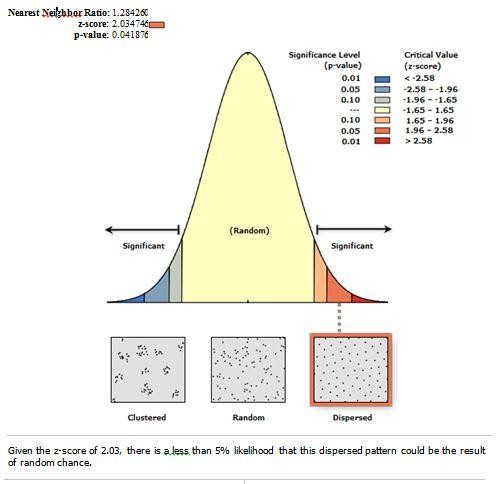 Nearest Neighbor Ratio: 1.284260
z-score: 2.034746
p-value: 0.041876
Significance Level (p-value)
Critical Value (z-score)
0.01 < -2.58
0.05 -2.58 - -1.96
0.10 -1.96 - -1.65
--- -1.65 - 1.65
0.10 1.65 - 1.96
0.05 1.96 - 2.58
0.01 > 2.58
(Random)
Significant Significant
Clustered Random Dispersed
Given the z-score of 2.03, there is a less than 5% likelihood that this dispersed pattern could be the result
of random chance.